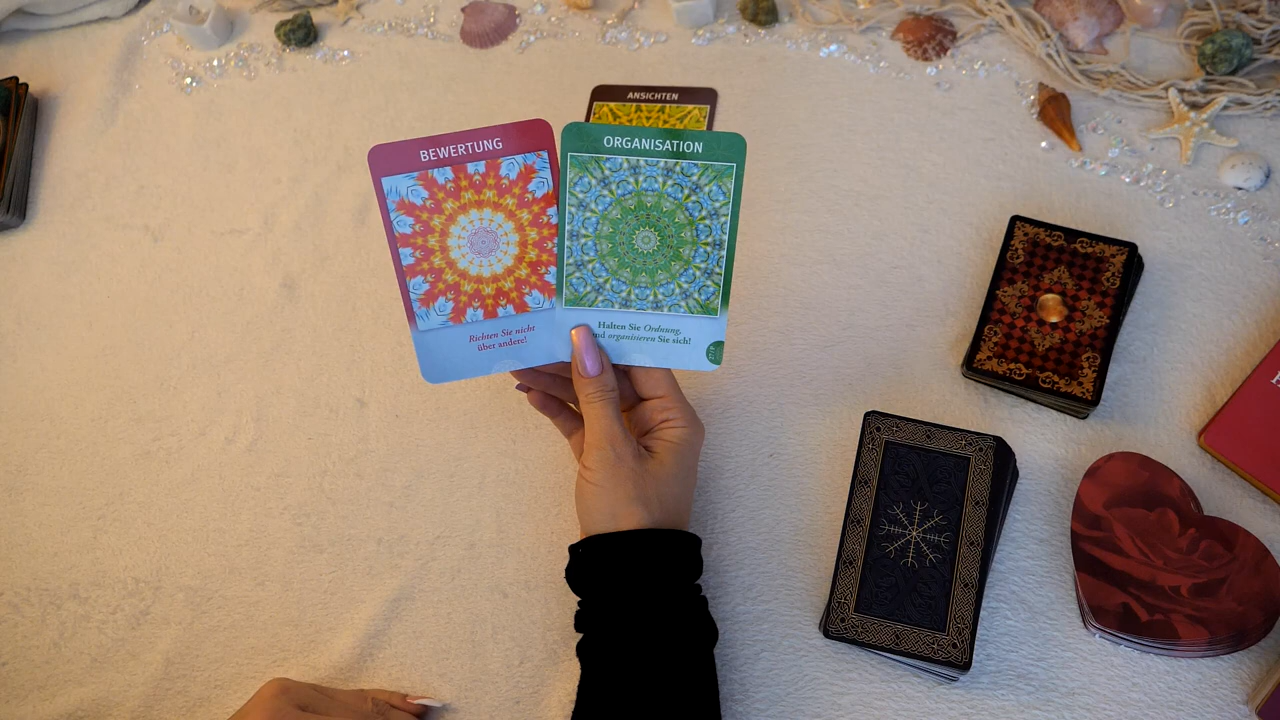 ANSICHTEN
BEWERTUNG
Richten Sie nicht
über andere!
ORGANISATION
Halten Sie Ordnung,
und organisieren Sie sich!